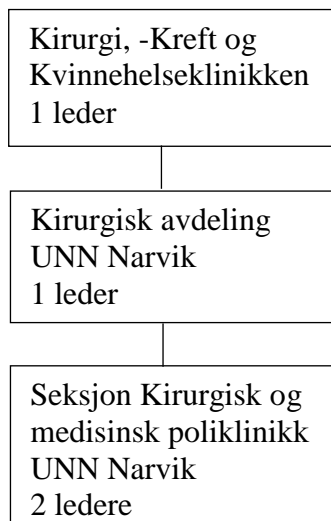 Kirurgi, -Kreft og
Kvinnehelseklinikken
1 leder
Kirurgisk avdeling
UNN Narvik
1 leder
Seksjon Kirurgisk og
medisinsk poliklinikk
UNN Narvik
2 ledere